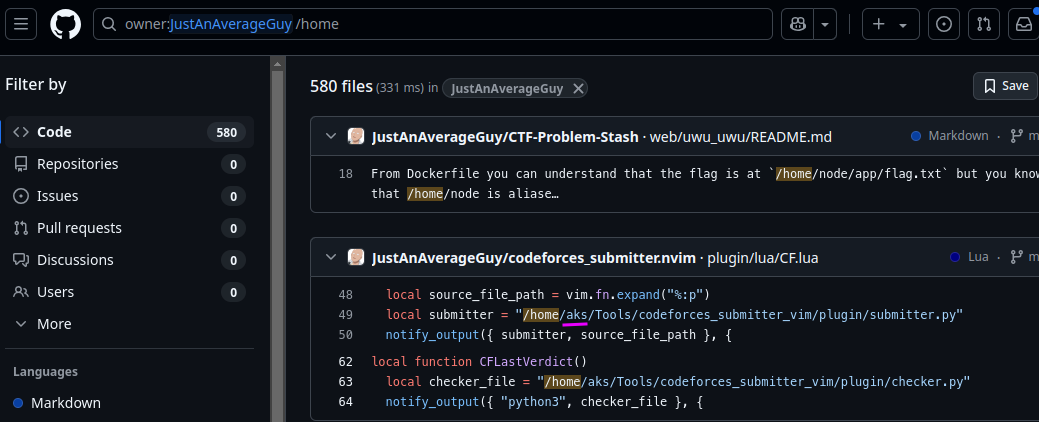 owner:JustAnAverageGuy /home
Filter by
580 files (331 ms) in JustAnAverageGuy
Save
Code 580
Repositories 0
Issues 0
Pull requests 0
Discussions 0
Users 0
More
Languages
Markdown
JustAnAverageGuy/CTF-Problem-Stash · web/uwu_uwu/README.md
Markdown · m
18 From Dockerfile you can understand that the flag is at `/home/node/app/flag.txt` but you know
that /home/node is aliase…
JustAnAverageGuy/codeforces_submitter.nvim · plugin/lua/CF.lua
Lua · m
48 local source_file_path = vim.fn.expand("%:p")
49 local submitter = "/home/aks/Tools/codeforces_submitter_vim/plugin/submitter.py"
50 notify_output({ submitter, source_file_path }, {
62 local function CFLastVerdict()
63 local checker_file = "/home/aks/Tools/codeforces_submitter_vim/plugin/checker.py"
64 notify_output({ "python3", checker_file }, {